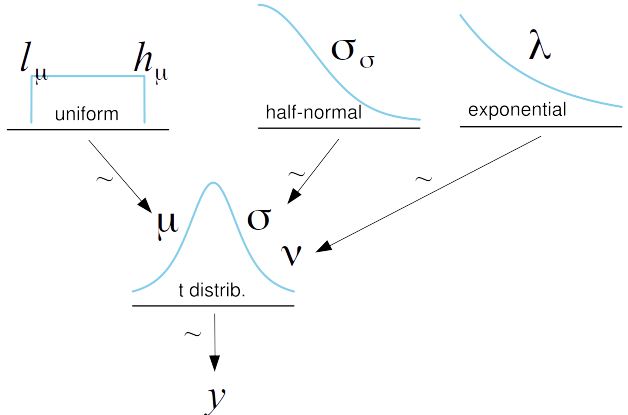 l_μ h_μ
uniform
σ_σ
half-normal
λ
exponential
~ ~ ~
μ σ ν
t distrib.
~
y